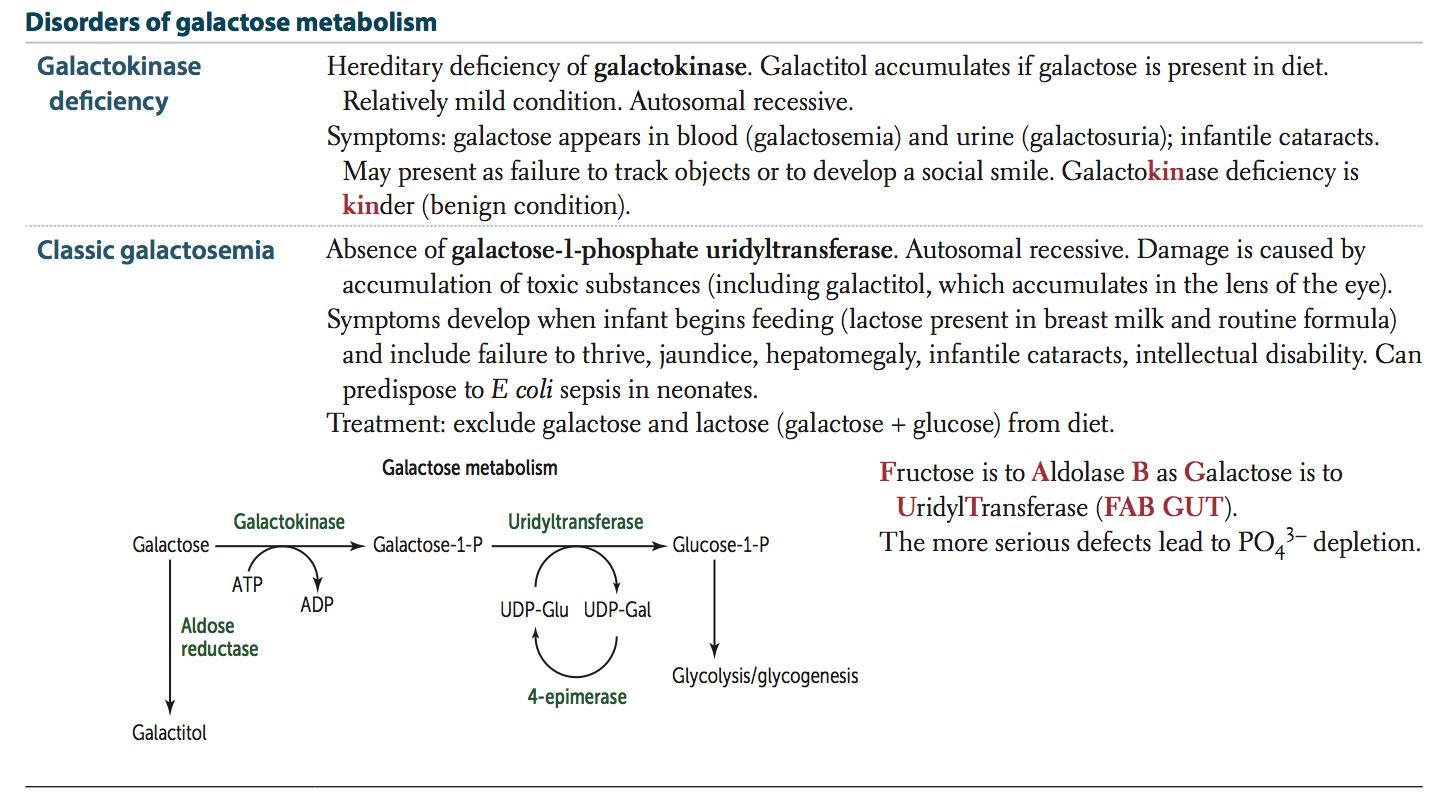 Disorders of galactose metabolism
Galactokinase
deficiency
Hereditary deficiency of galactokinase. Galactitol accumulates if galactose is present in diet.
Relatively mild condition. Autosomal recessive.
Symptoms: galactose appears in blood (galactosemia) and urine (galactosuria); infantile cataracts.
May present as failure to track objects or to develop a social smile. Galactokinase deficiency is
kinder (benign condition).
Classic galactosemia
Absence of galactose-1-phosphate uridyltransferase. Autosomal recessive. Damage is caused by
accumulation of toxic substances (including galactitol, which accumulates in the lens of the eye).
Symptoms develop when infant begins feeding (lactose present in breast milk and routine formula)
and include failure to thrive, jaundice, hepatomegaly, infantile cataracts, intellectual disability. Can
predispose to E coli sepsis in neonates.
Treatment: exclude galactose and lactose (galactose + glucose) from diet.
Galactose metabolism
Galactokinase
Uridyltransferase
Galactose
Galactose-1-P
Glucose-1-P
ATP
ADP
UDP-Glu
UDP-Gal
Aldose
reductase
4-epimerase
Glycolysis/glycogenesis
Galactitol
Fructose is to Aldolase B as Galactose is to
UridylTransferase (FAB GUT).
The more serious defects lead to PO₄³⁻ depletion.